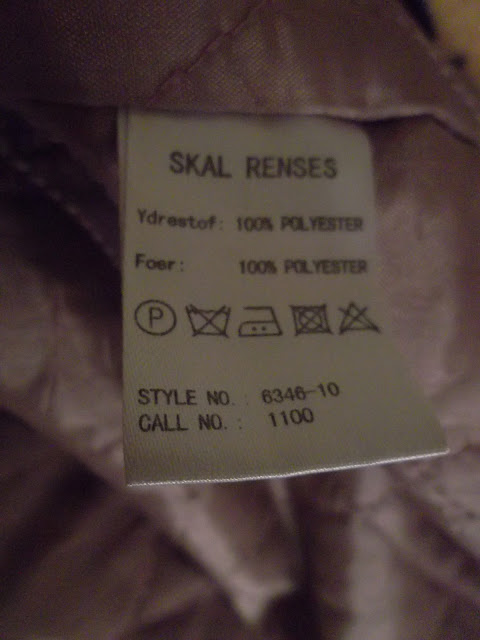 SKAL RENSES
Ydrestof: 100% POLYESTER
Foer: 100% POLYESTER
P
STYLE NO. : 6346-10
CALL NO. : 1100